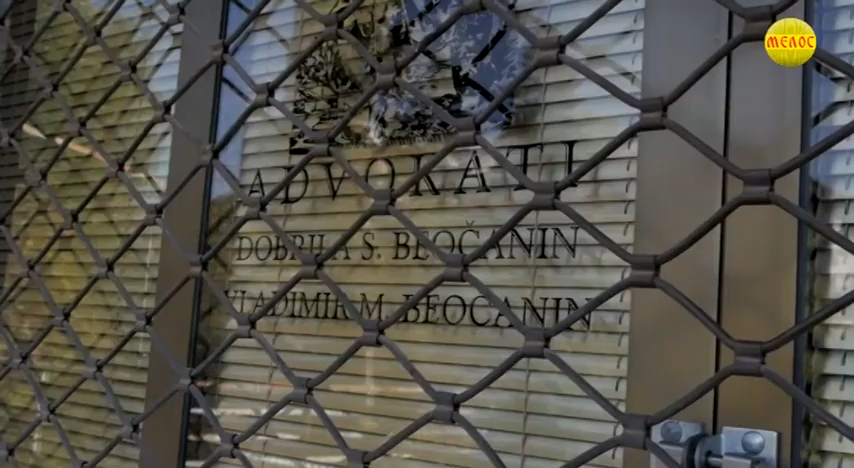 МЕЛОС
ADVOKATI
DOBRILA S. BEOČANIN
VLADIMIR M. BEOČANIN